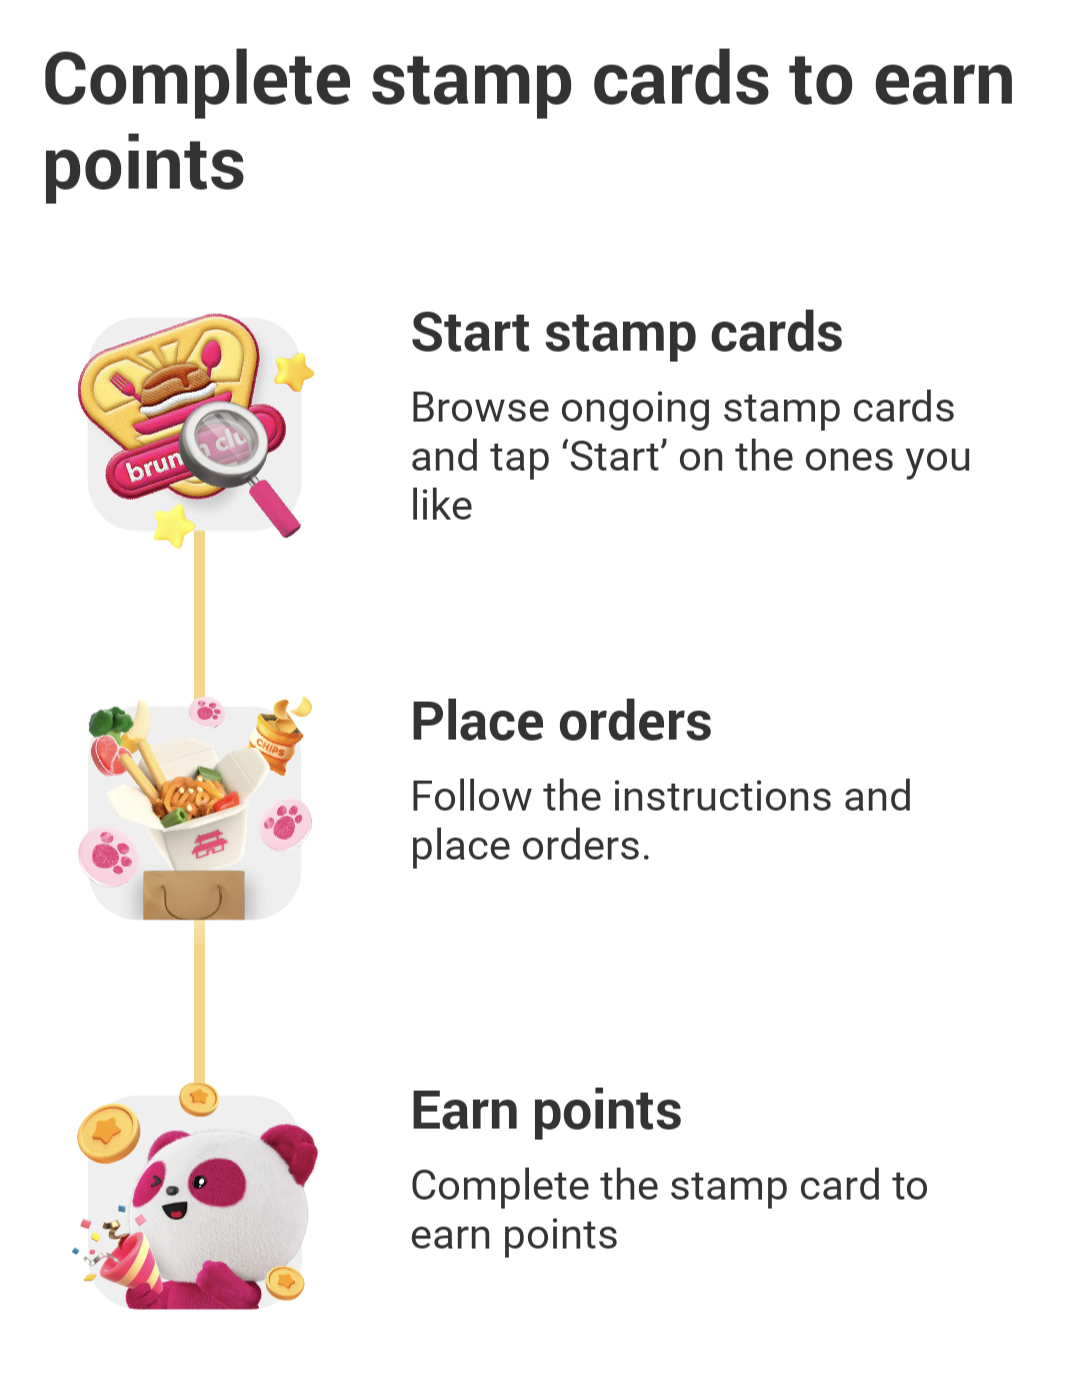 Complete stamp cards to earn
points
Start stamp cards
Browse ongoing stamp cards
and tap ‘Start’ on the ones you
like
Place orders
Follow the instructions and
place orders.
CHIPS
Earn points
Complete the stamp card to
earn points